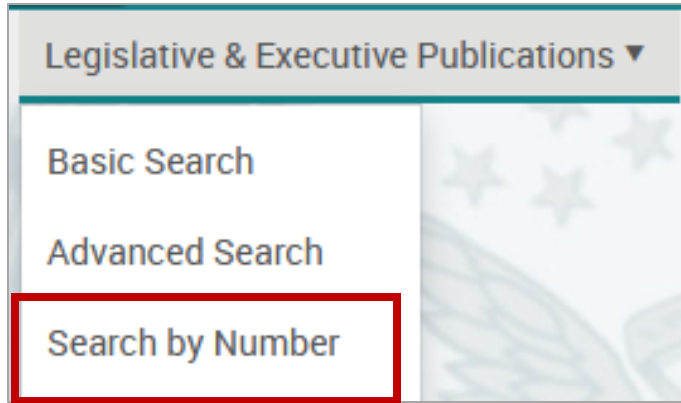 Legislative & Executive Publications ▼
Basic Search
Advanced Search
Search by Number